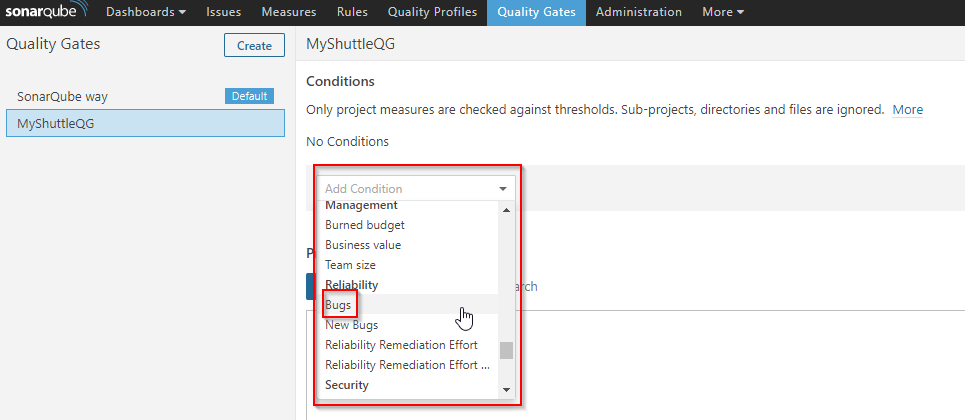 sonarqube Dashboards Issues Measures Rules Quality Profiles Quality Gates Administration More
Quality Gates Create
SonarQube way Default
MyShuttleQG
MyShuttleQG
Conditions
Only project measures are checked against thresholds. Sub-projects, directories and files are ignored. More
No Conditions
Add Condition
Management
Burned budget
Business value
Team size
Reliability
Bugs
New Bugs
Reliability Remediation Effort
Reliability Remediation Effort ...
Security